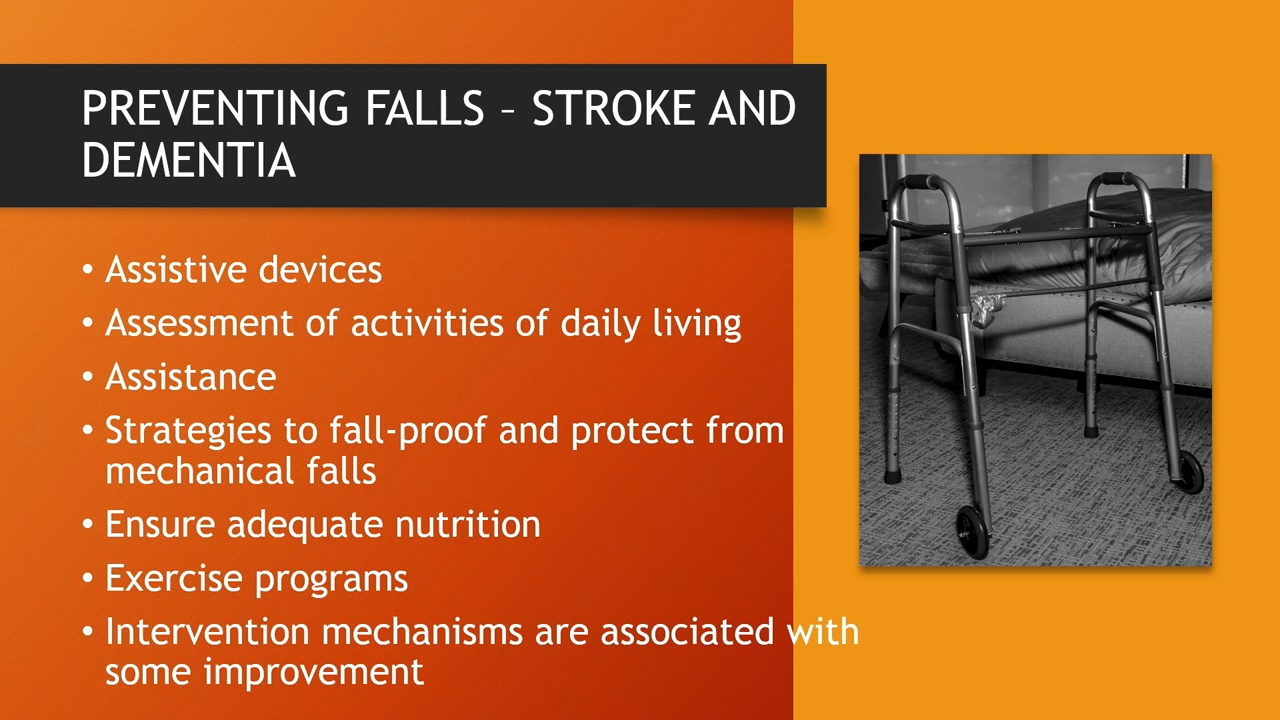 PREVENTING FALLS – STROKE AND
DEMENTIA
• Assistive devices
• Assessment of activities of daily living
• Assistance
• Strategies to fall-proof and protect from
mechanical falls
• Ensure adequate nutrition
• Exercise programs
• Intervention mechanisms are associated with
some improvement